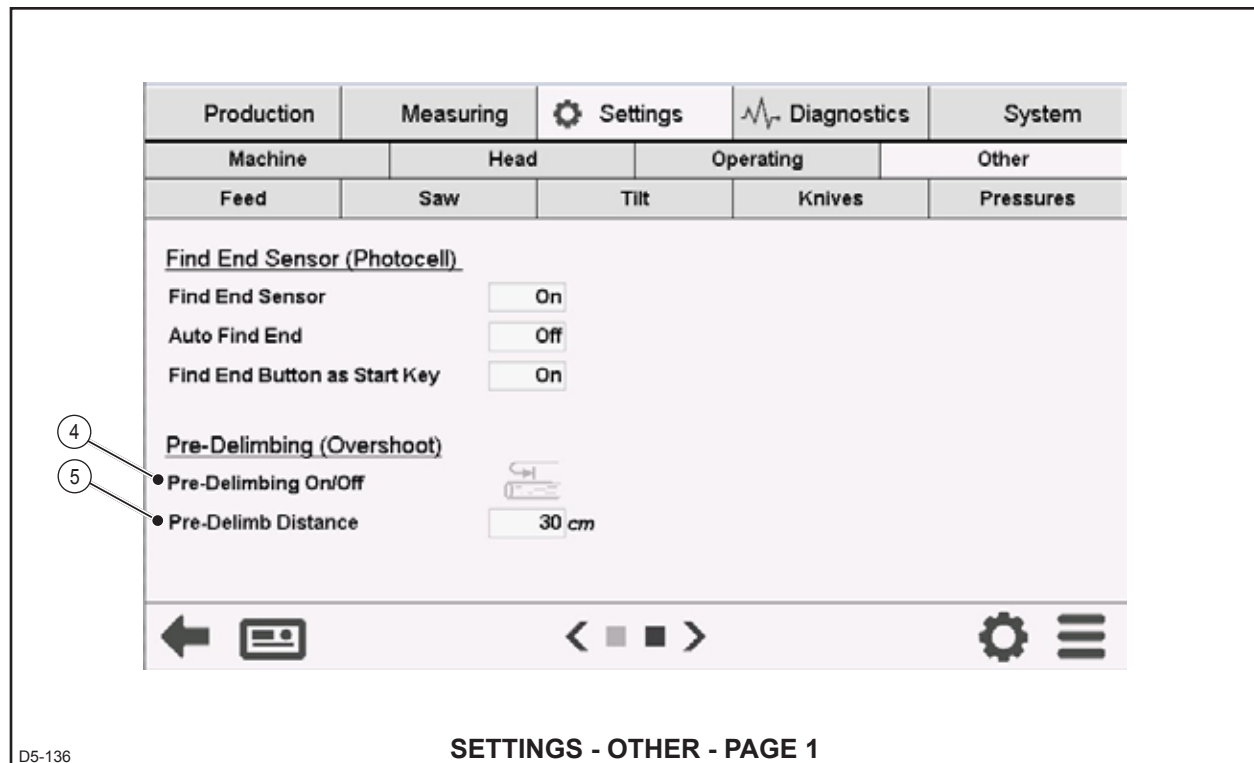 Production Measuring Settings Diagnostics System
Machine Head Operating Other
Feed Saw Tilt Knives Pressures
Find End Sensor (Photocell)
Find End Sensor On
Auto Find End Off
Find End Button as Start Key On
4
Pre-Delimbing (Overshoot)
5
Pre-Delimbing On/Off
Pre-Delimb Distance 30 cm
D5-136
SETTINGS - OTHER - PAGE 1